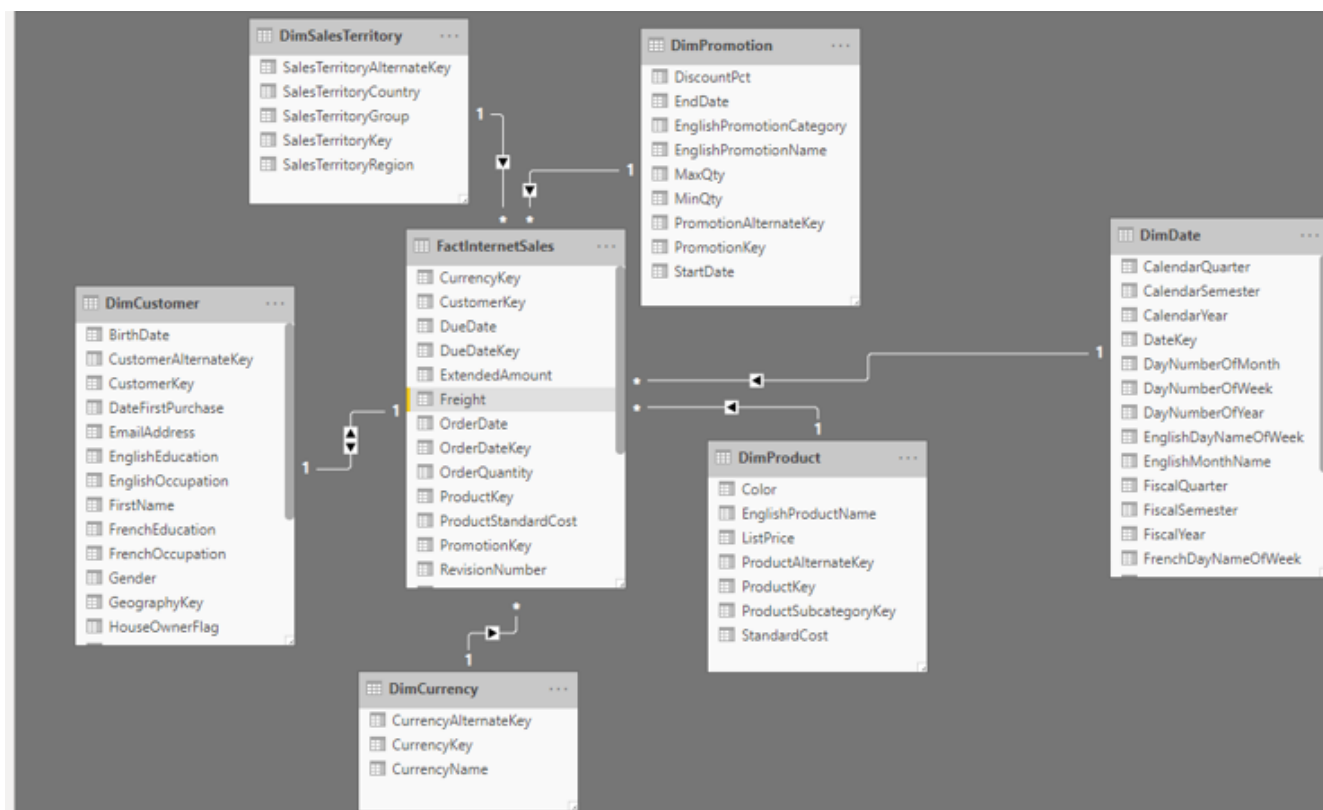 DimSalesTerritory ...
SalesTerritoryAlternateKey
SalesTerritoryCountry
SalesTerritoryGroup
SalesTerritoryKey
SalesTerritoryRegion
1
*
DimPromotion ...
DiscountPct
EndDate
EnglishPromotionCategory
EnglishPromotionName
MaxQty
MinQty
PromotionAlternateKey
PromotionKey
StartDate
1
*
FactInternetSales ...
CurrencyKey
CustomerKey
DueDate
DueDateKey
ExtendedAmount
Freight
OrderDate
OrderDateKey
OrderQuantity
ProductKey
ProductStandardCost
PromotionKey
RevisionNumber
DimDate ...
CalendarQuarter
CalendarSemester
CalendarYear
DateKey
DayNumberOfMonth
DayNumberOfWeek
DayNumberOfYear
EnglishDayNameOfWeek
EnglishMonthName
FiscalQuarter
FiscalSemester
FiscalYear
FrenchDayNameOfWeek
1
*
DimCustomer ...
BirthDate
CustomerAlternateKey
CustomerKey
DateFirstPurchase
EmailAddress
EnglishEducation
EnglishOccupation
FirstName
FrenchEducation
FrenchOccupation
Gender
GeographyKey
HouseOwnerFlag
1
1
DimProduct ...
Color
EnglishProductName
ListPrice
ProductAlternateKey
ProductKey
ProductSubcategoryKey
StandardCost
1
*
DimCurrency ...
CurrencyAlternateKey
CurrencyKey
CurrencyName
1
*